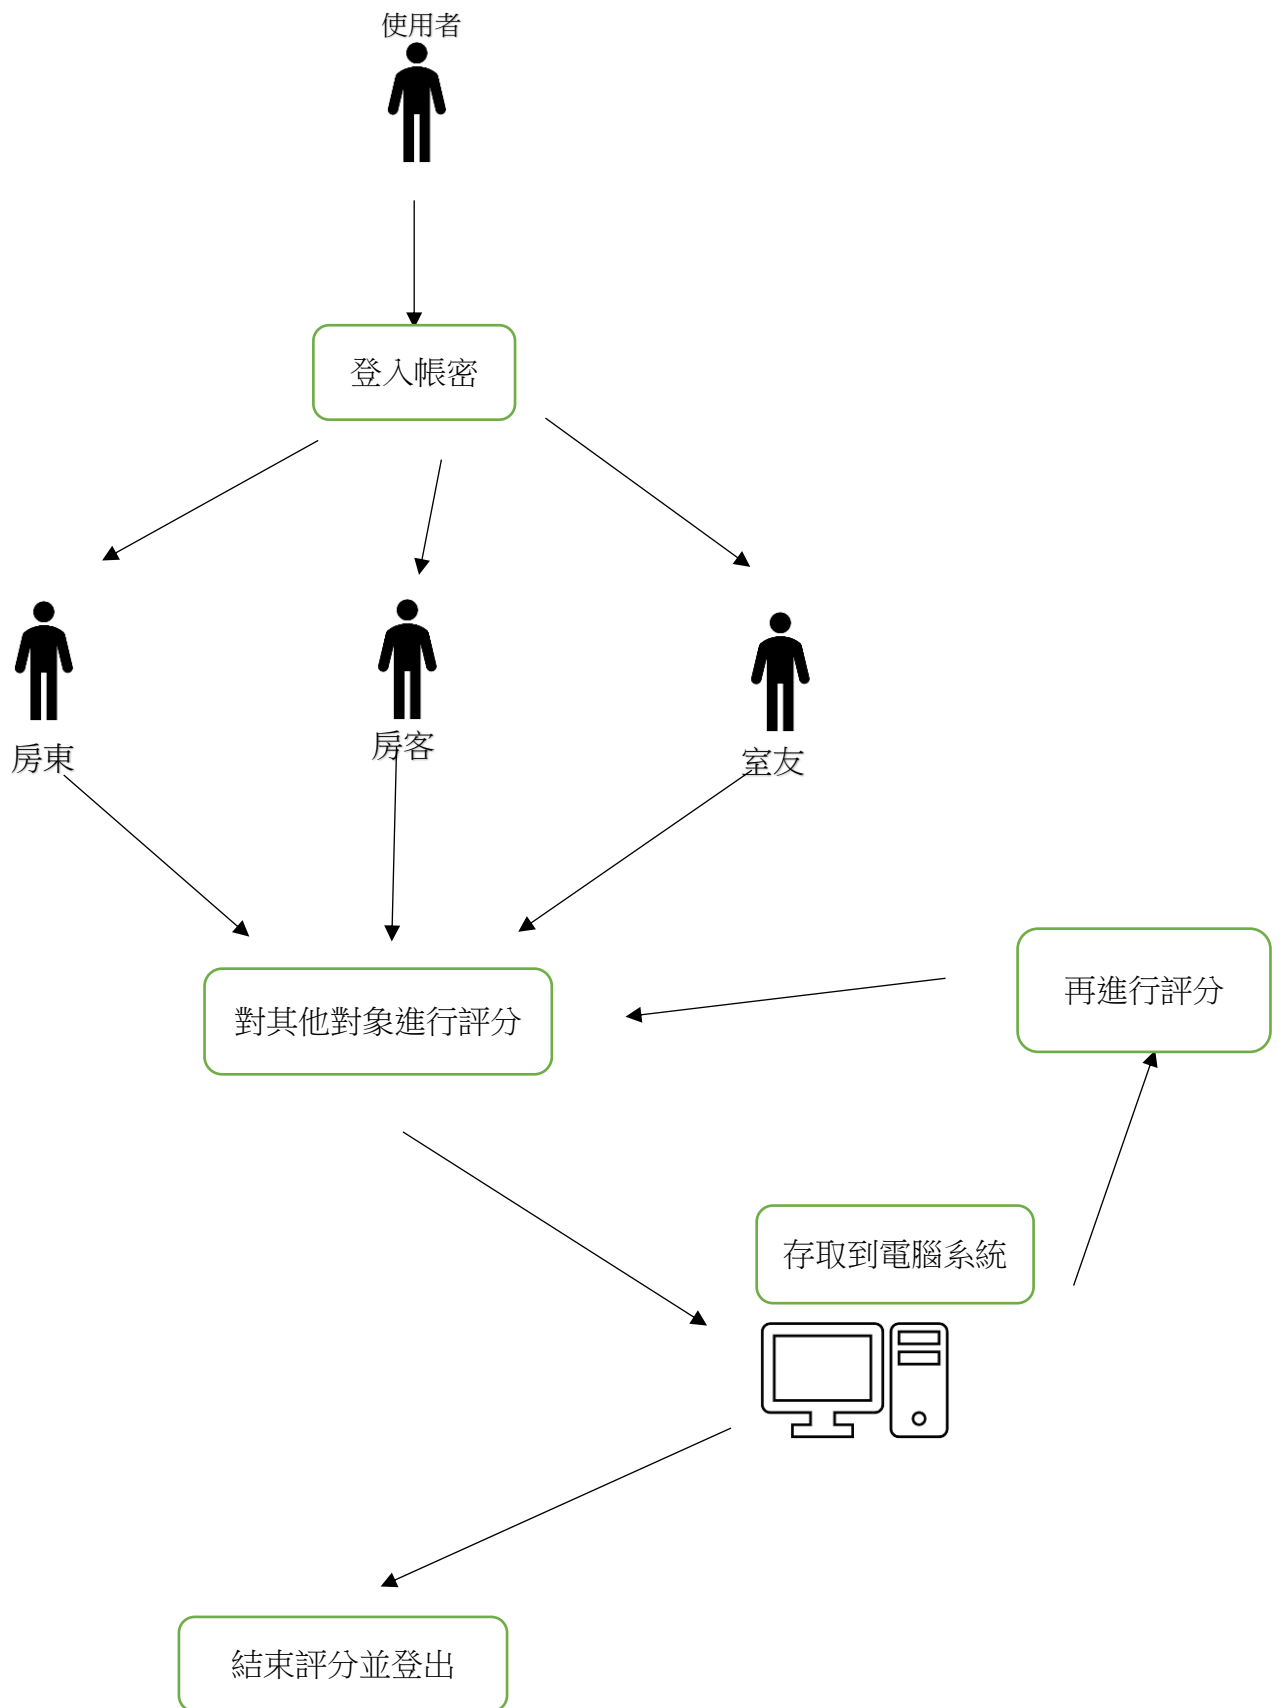 使用者
登入帳密
房東
房客
室友
對其他對象進行評分
再進行評分
存取到電腦系統
結束評分並登出